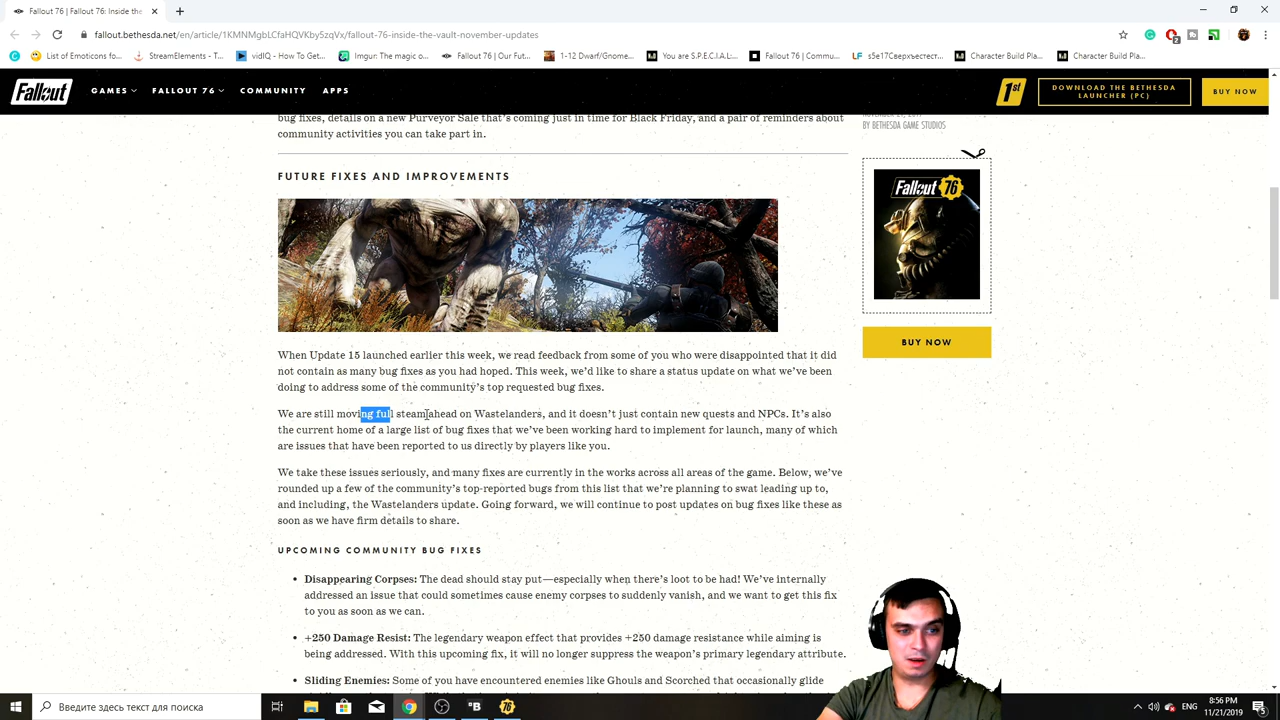 Fallout 76: Inside the Vault
fallout.bethesda.net/en/article/1KMNMgbLCfaHQVKby5zqVx/fallout-76-inside-the-vault-november-updates
List of Emoticons fo...
StreamElements - T...
vidIQ - How To Get...
Imgur: The magic o...
Fallout 76 | Our Fut...
1-12 Dwarf/Gnome...
You are S.P.E.C.I.A.L:...
Fallout 76 | Commu...
LF s5e17Сверхъестест...
Character Build Pla...
Character Build Pla...
Fallout
GAMES
FALLOUT 76
COMMUNITY
APPS
1st
DOWNLOAD THE BETHESDA
LAUNCHER (PC)
BUY NOW
bug fixes, details on a new Purveyor Sale that's coming just in time for Black Friday, and a pair of reminders about
community activities you can take part in.
BY BETHESDA GAME STUDIOS
FUTURE FIXES AND IMPROVEMENTS
Fallout 76
BUY NOW
When Update 15 launched earlier this week, we read feedback from some of you who were disappointed that it did
not contain as many bug fixes as you had hoped. This week, we'd like to share a status update on what we've been
doing to address some of the community's top requested bug fixes.
We are still moving full steam ahead on Wastelanders, and it doesn't just contain new quests and NPCs. It's also
the current home of a large list of bug fixes that we've been working hard to implement for launch, many of which
are issues that have been reported to us directly by players like you.
We take these issues seriously, and many fixes are currently in the works across all areas of the game. Below, we've
rounded up a few of the community's top-reported bugs from this list that we're planning to swat leading up to,
and including, the Wastelanders update. Going forward, we will continue to post updates on bug fixes like these as
soon as we have firm details to share.
UPCOMING COMMUNITY BUG FIXES
• Disappearing Corpses: The dead should stay put—especially when there's loot to be had! We've internally
addressed an issue that could sometimes cause enemy corpses to suddenly vanish, and we want to get this fix
to you as soon as we can.
• +250 Damage Resist: The legendary weapon effect that provides +250 damage resistance while aiming is
being addressed. With this upcoming fix, it will no longer suppress the weapon's primary legendary attribute.
• Sliding Enemies: Some of you have encountered enemies like Ghouls and Scorched that occasionally glide
Введите здесь текст для поиска
ENG
8:56 PM
11/21/2019